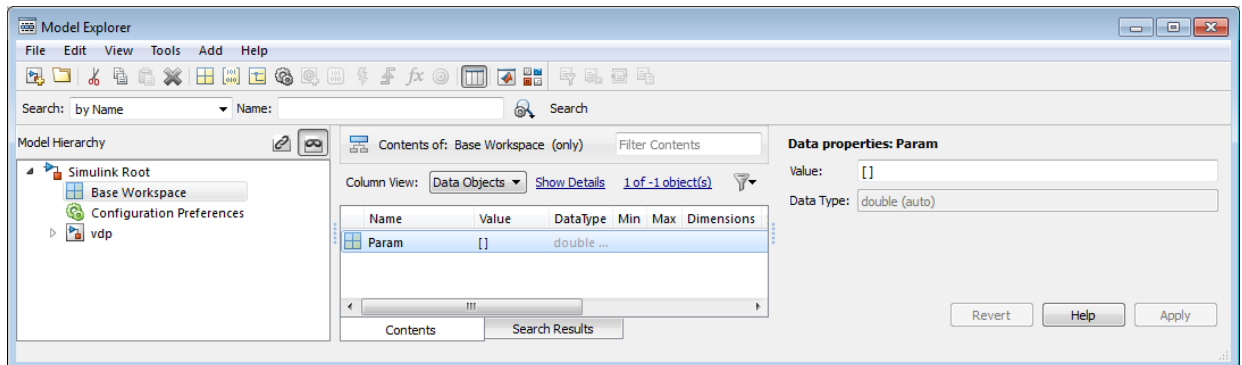 Model Explorer
File Edit View Tools Add Help
fx
Search: by Name Name: Search
Model Hierarchy
Simulink Root
Base Workspace
Configuration Preferences
vdp
Contents of: Base Workspace (only) Filter Contents
Column View: Data Objects Show Details 1 of -1 object(s)
Name Value DataType Min Max Dimensions
Param [] double ...
Contents Search Results
Data properties: Param
Value: []
Data Type: double (auto)
Revert Help Apply